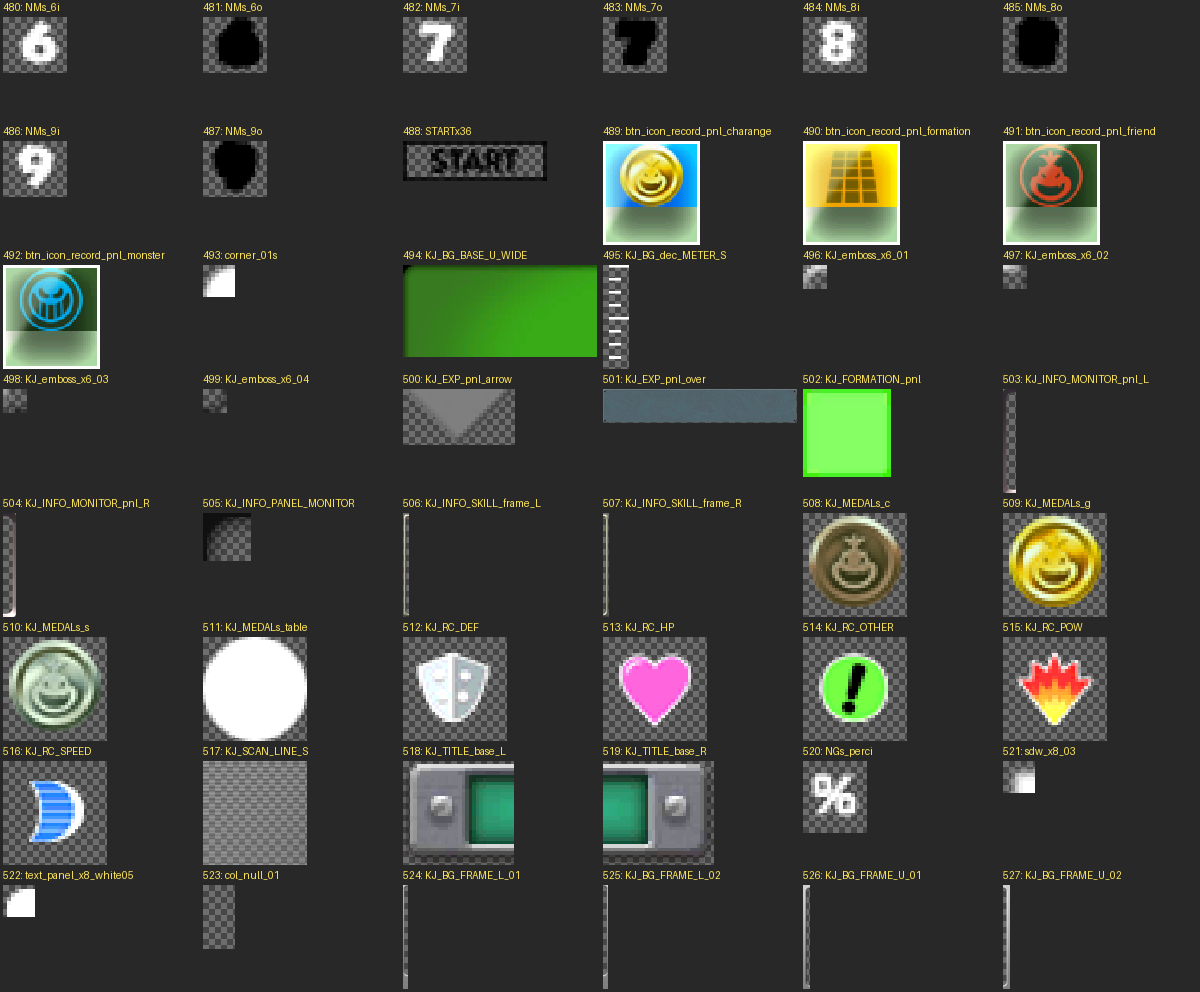 480: NMs_6i
481: NMs_6o
482: NMs_7i
483: NMs_7o
484: NMs_8i
485: NMs_8o
6
7
7
8
486: NMs_9i
487: NMs_9o
488: STARTx36
489: btn_icon_record_pnl_charange
490: btn_icon_record_pnl_formation
491: btn_icon_record_pnl_friend
9
START
492: btn_icon_record_pnl_monster
493: corner_01s
494: KJ_BG_BASE_U_WIDE
495: KJ_BG_dec_METER_S
496: KJ_emboss_x6_01
497: KJ_emboss_x6_02
498: KJ_emboss_x6_03
499: KJ_emboss_x6_04
500: KJ_EXP_pnl_arrow
501: KJ_EXP_pnl_over
502: KJ_FORMATION_pnl
503: KJ_INFO_MONITOR_pnl_L
504: KJ_INFO_MONITOR_pnl_R
505: KJ_INFO_PANEL_MONITOR
506: KJ_INFO_SKILL_frame_L
507: KJ_INFO_SKILL_frame_R
508: KJ_MEDALs_c
509: KJ_MEDALs_g
510: KJ_MEDALs_s
511: KJ_MEDALs_table
512: KJ_RC_DEF
513: KJ_RC_HP
514: KJ_RC_OTHER
515: KJ_RC_POW
!
516: KJ_RC_SPEED
517: KJ_SCAN_LINE_S
518: KJ_TITLE_base_L
519: KJ_TITLE_base_R
520: NGs_perci
521: sdw_x8_03
%
522: text_panel_x8_white05
523: col_null_01
524: KJ_BG_FRAME_L_01
525: KJ_BG_FRAME_L_02
526: KJ_BG_FRAME_U_01
527: KJ_BG_FRAME_U_02